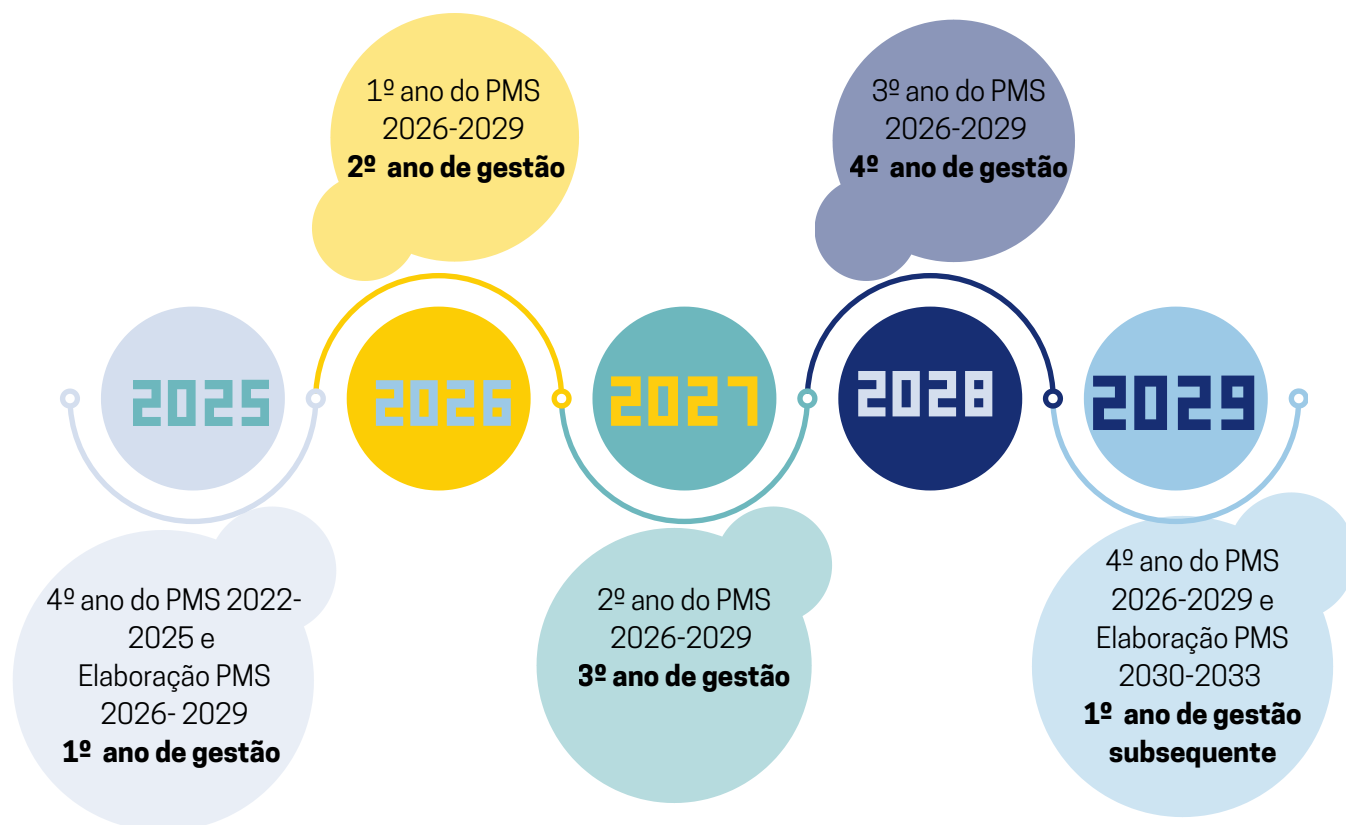 1º ano do PMS
2026-2029
2º ano de gestão
3º ano do PMS
2026-2029
4º ano de gestão
2025
2026
2027
2028
2029
4º ano do PMS 2022-
2025 e
Elaboração PMS
2026- 2029
1º ano de gestão
2º ano do PMS
2026-2029
3º ano de gestão
4º ano do PMS
2026-2029 e
Elaboração PMS
2030-2033
1º ano de gestão
subsequente